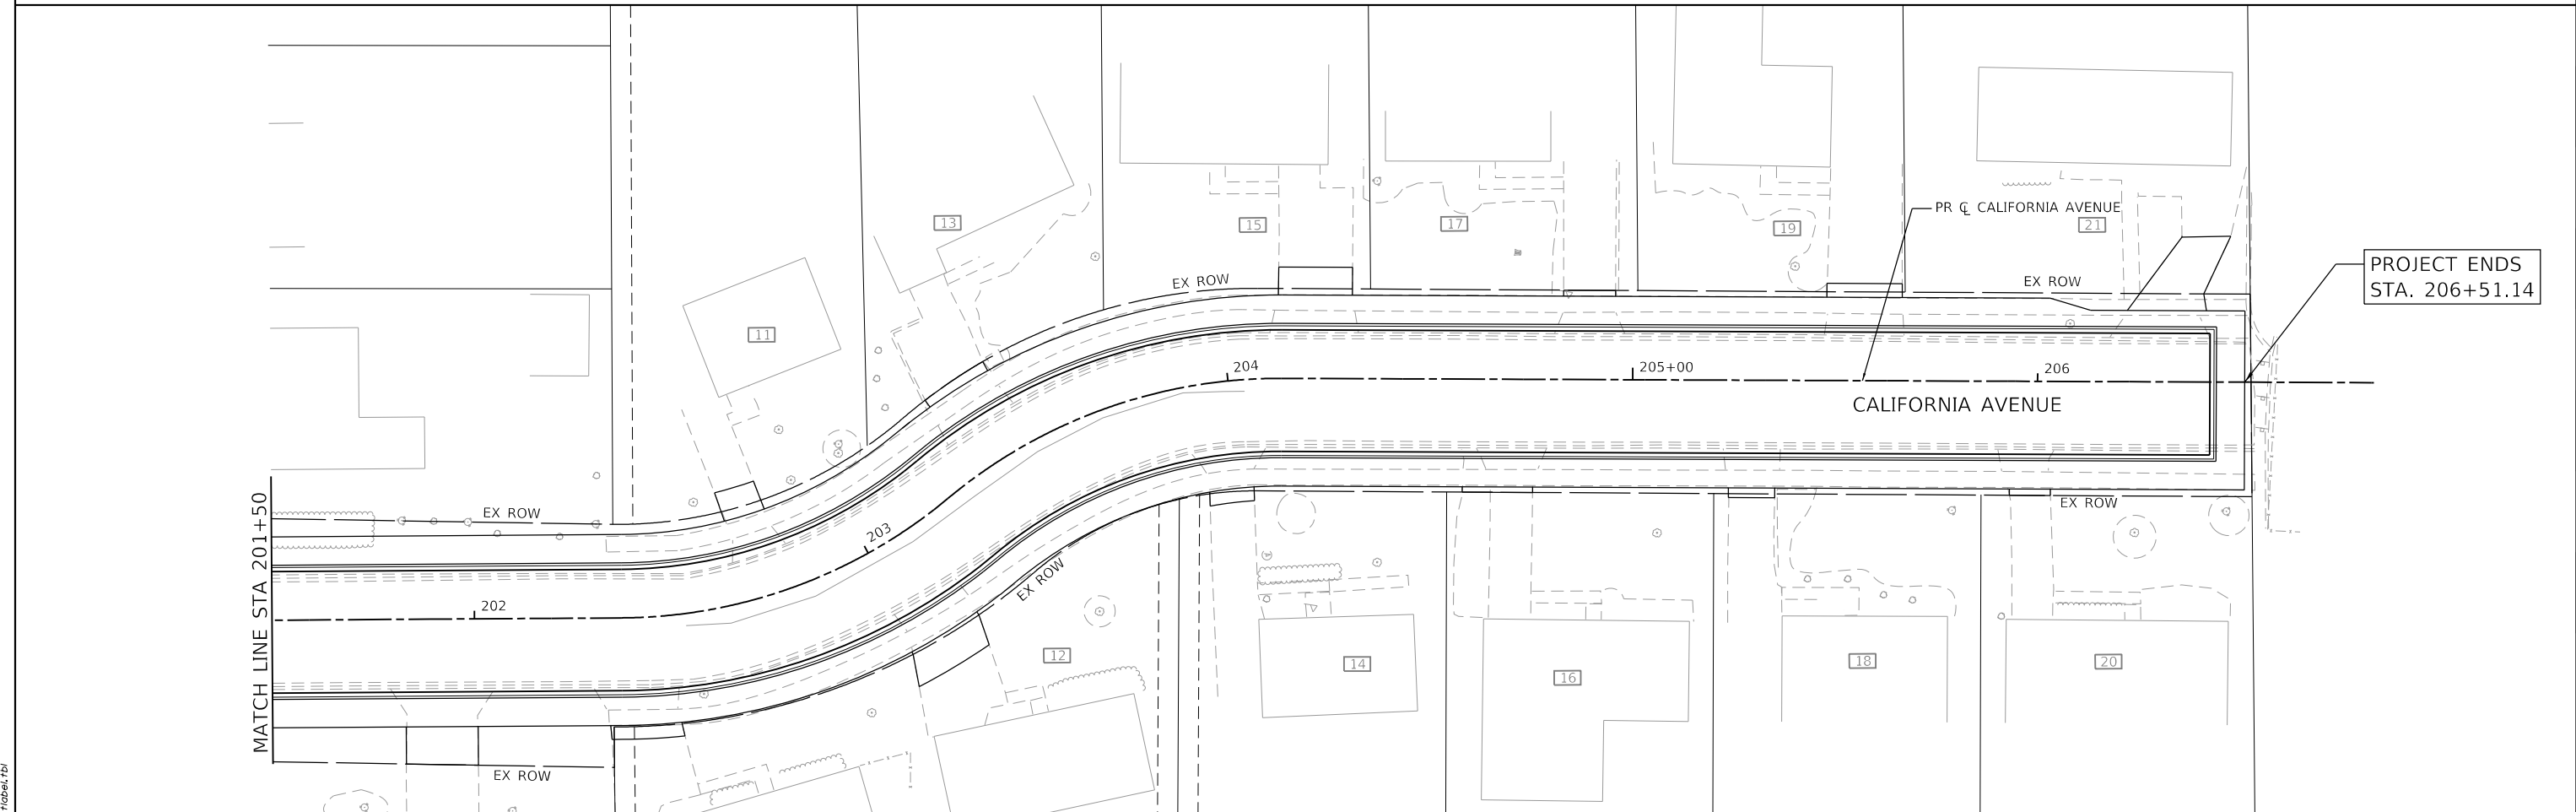 13
15
17
19
PR ℄ CALIFORNIA AVENUE
21
PROJECT ENDS
STA. 206+51.14
EX ROW
EX ROW
11
204
205+00
206
CALIFORNIA AVENUE
MATCH LINE STA 201+50
EX ROW
203
EX ROW
EX ROW
202
12
14
16
18
20
EX ROW
tlabel.tbl